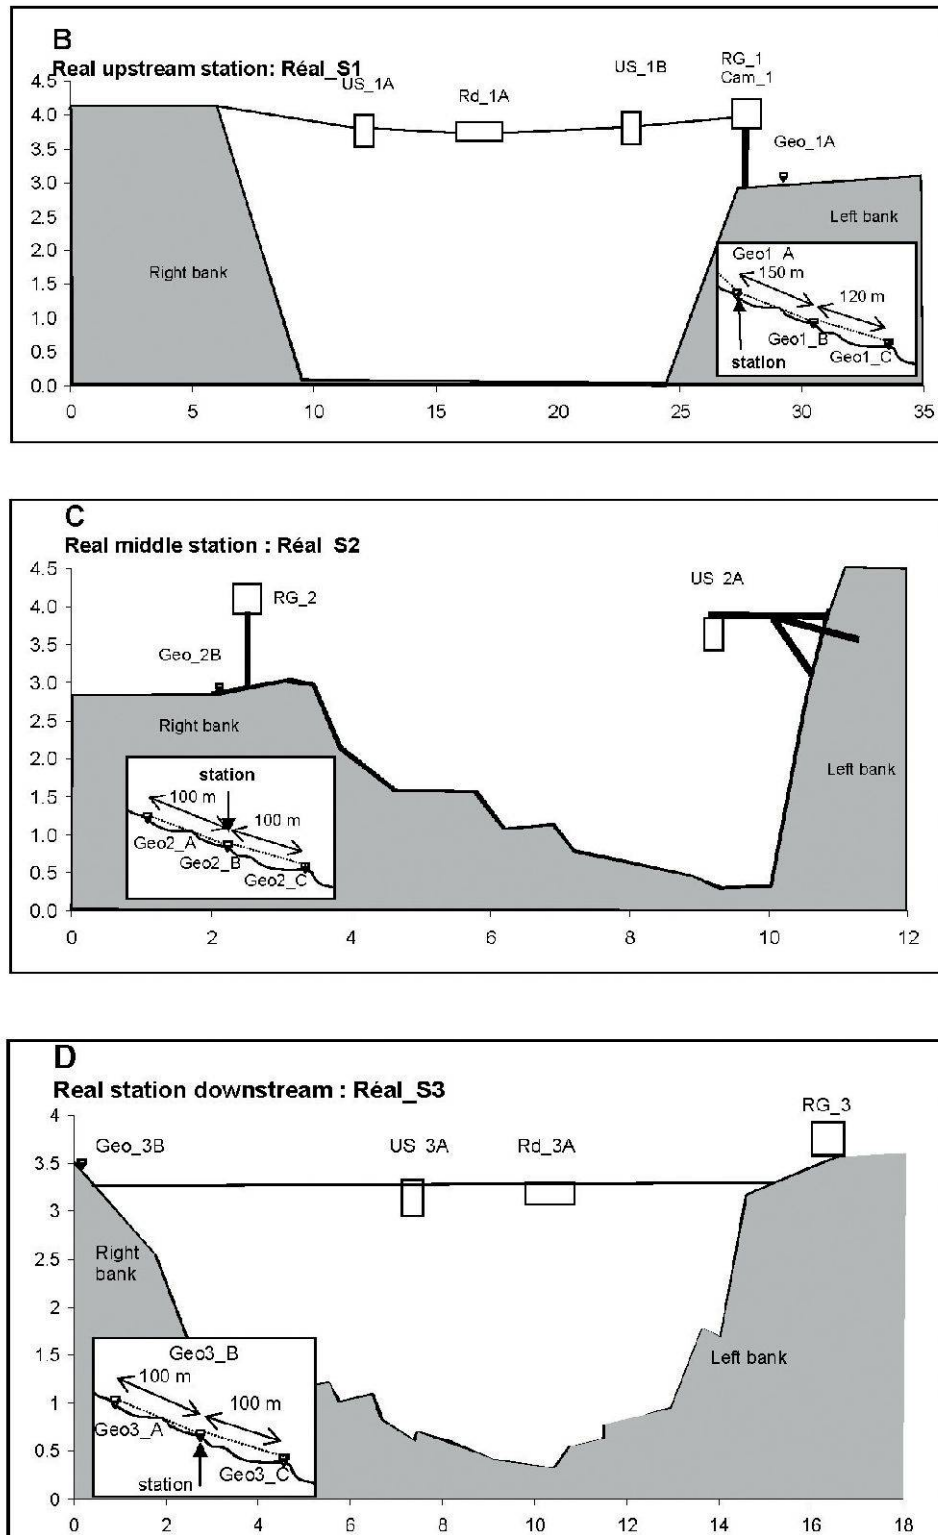 B
Real upstream station: Réal_S1
US_1A
Rd_1A
US_1B
RG_1
Cam_1
Geo_1A
4.5
4.0
3.5
3.0
2.5
2.0
1.5
1.0
0.5
0.0
Right bank
Left bank
Geo1_A
150 m
120 m
Geo1_B
Geo1_C
station
0 5 10 15 20 25 30 35
C
Real middle station : Réal S2
US 2A
RG_2
Geo_2B
4.5
4.0
3.5
3.0
2.5
2.0
1.5
1.0
0.5
0.0
Right bank
Left bank
station
100 m
100 m
Geo2_A
Geo2_B
Geo2_C
0 2 4 6 8 10 12
D
Real station downstream : Réal_S3
RG_3
Geo_3B
US_3A
Rd_3A
4
3.5
3
2.5
2
1.5
1
0.5
0
Right
bank
Left bank
Geo3_B
100 m
100 m
Geo3_A
Geo3_C
station
0 2 4 6 8 10 12 14 16 18